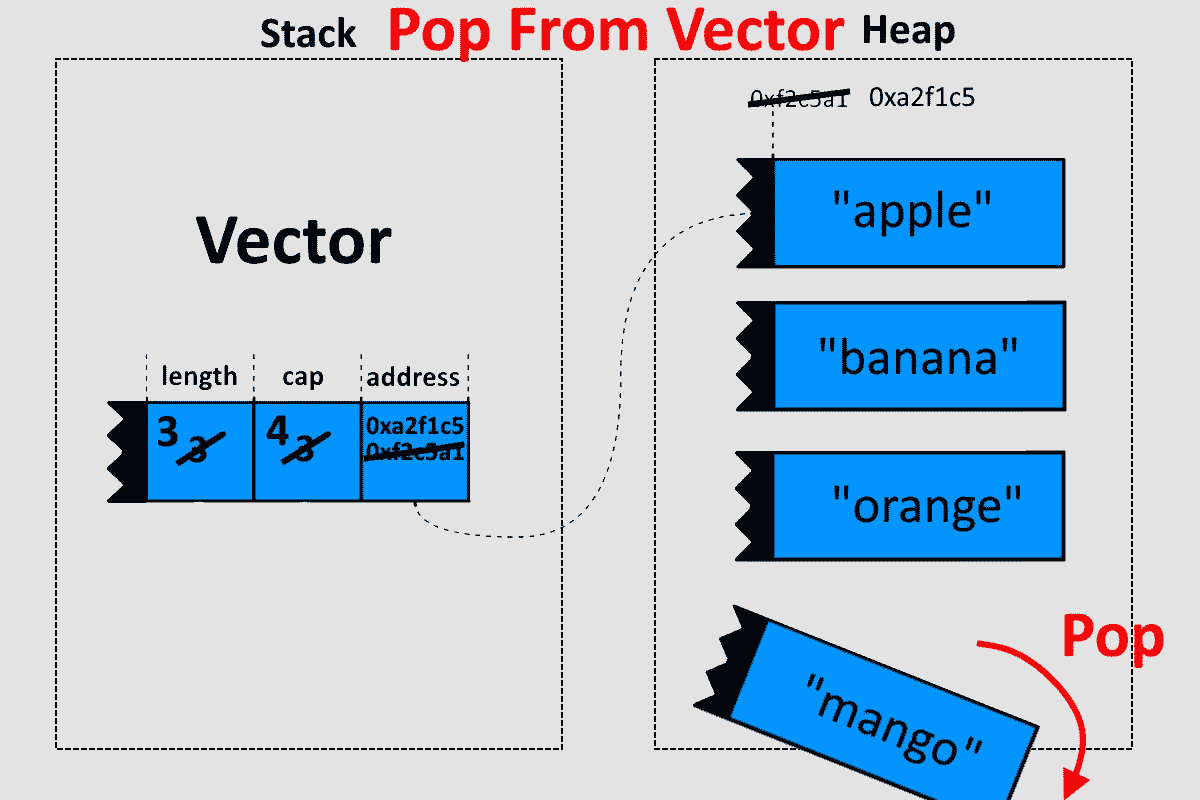 Stack Pop From Vector Heap
0xf2c5a1 0xa2f1c5
"apple"
Vector
"banana"
length cap address
3 3
4 3
0xa2f1c5
0xf2c5a1
"orange"
Pop
"mango"